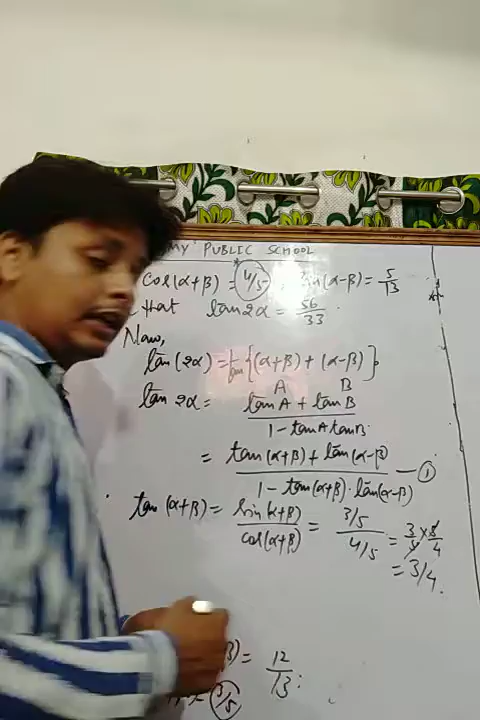 MY PUBLIC SCHOOL
cos(α+β) = 4/5, sin(α-β) = 5/13
that tan2α = 56/33.
Now,
tan(2α) = tan{(α+β) + (α-β)}
A B
tan 2α = tanA + tanB / 1 - tanA tanB
= tan(α+β) + tan(α-β) / 1 - tan(α+β)·tan(α-β) — ①
tan(α+β) = sin(α+β) / cos(α+β) = 3/5 / 4/5 = 3/5 × 5/4
= 3/4.
β) = 12/13
3/5